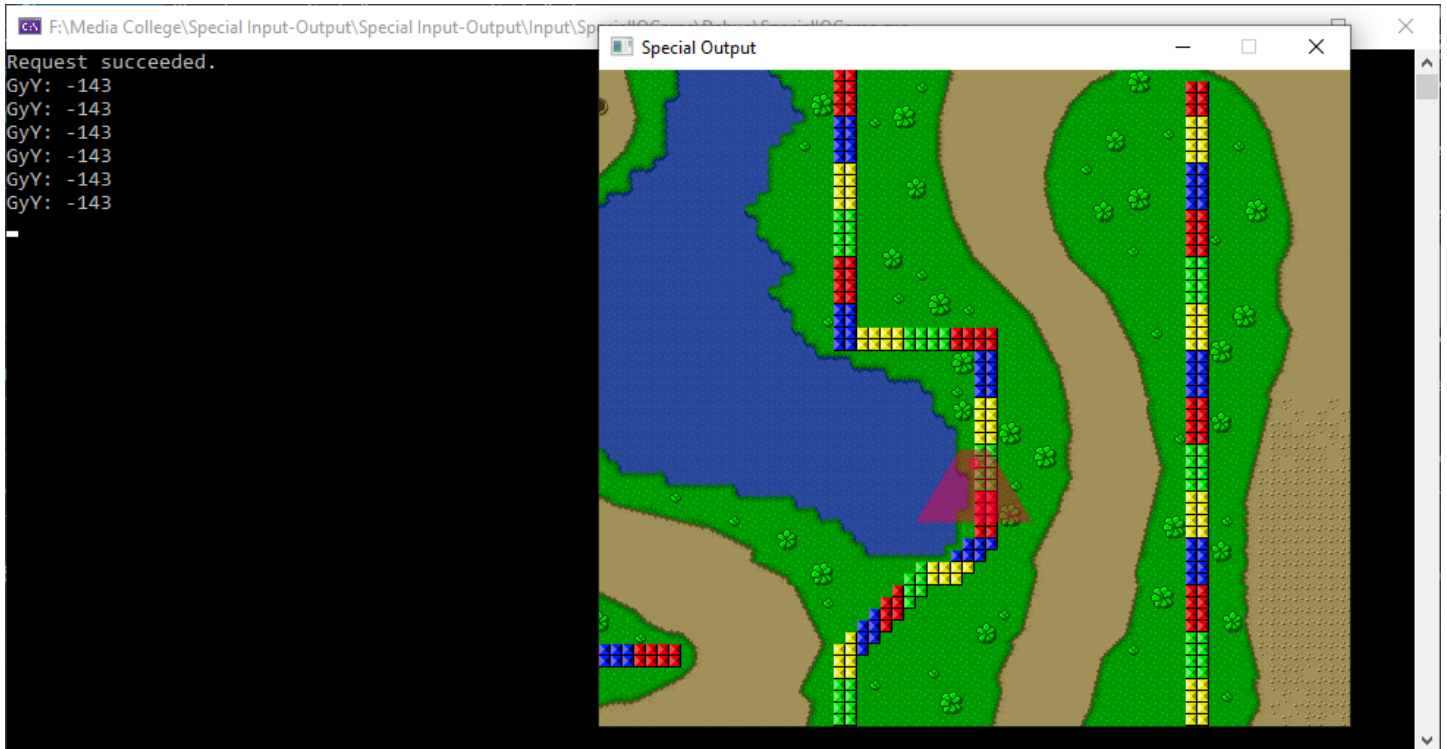 F:\Media College\Special Input-Output\Special Input-Output\Input\
Special Output
Request succeeded.
GyY: -143
GyY: -143
GyY: -143
GyY: -143
GyY: -143
GyY: -143